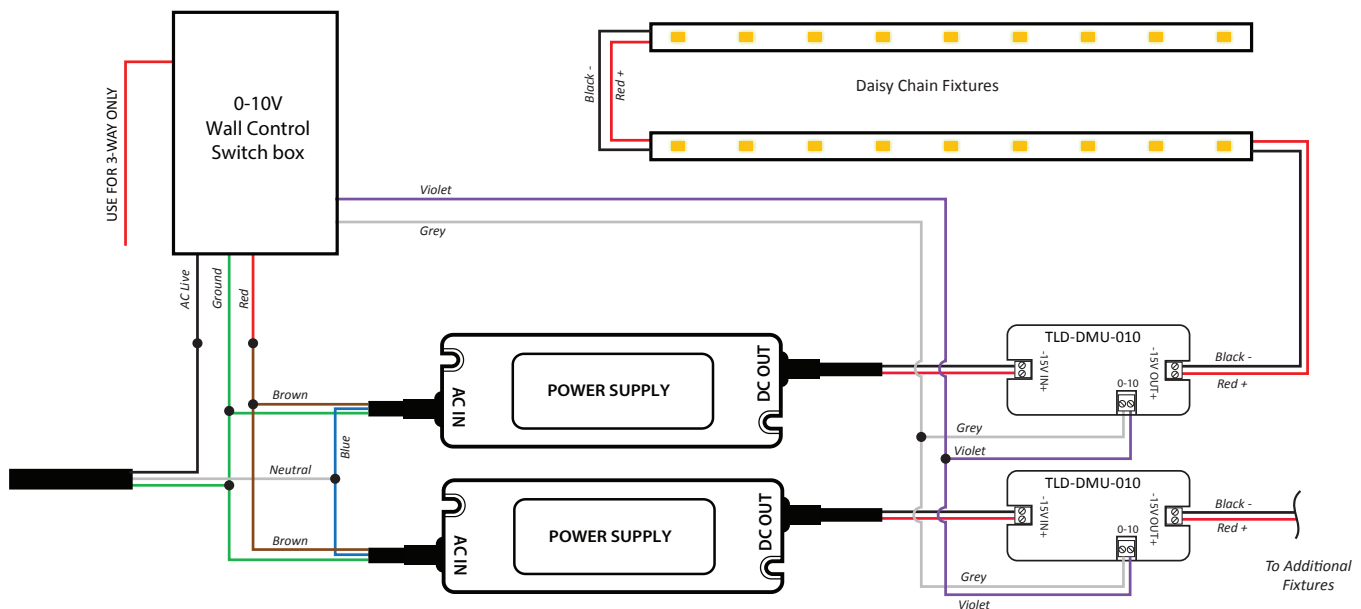 USE FOR 3-WAY ONLY
0-10V
Wall Control
Switch box
Black -
Red +
Daisy Chain Fixtures
Violet
Grey
AC Live
Ground
Red
Brown
AC IN
POWER SUPPLY
DC OUT
TLD-DMU-010
-15V IN+
-15V OUT+
0-10
Black -
Red +
Blue
Grey
Violet
Neutral
Brown
AC IN
POWER SUPPLY
DC OUT
TLD-DMU-010
-15V IN+
-15V OUT+
0-10
Black -
Red +
Grey
Violet
To Additional
Fixtures